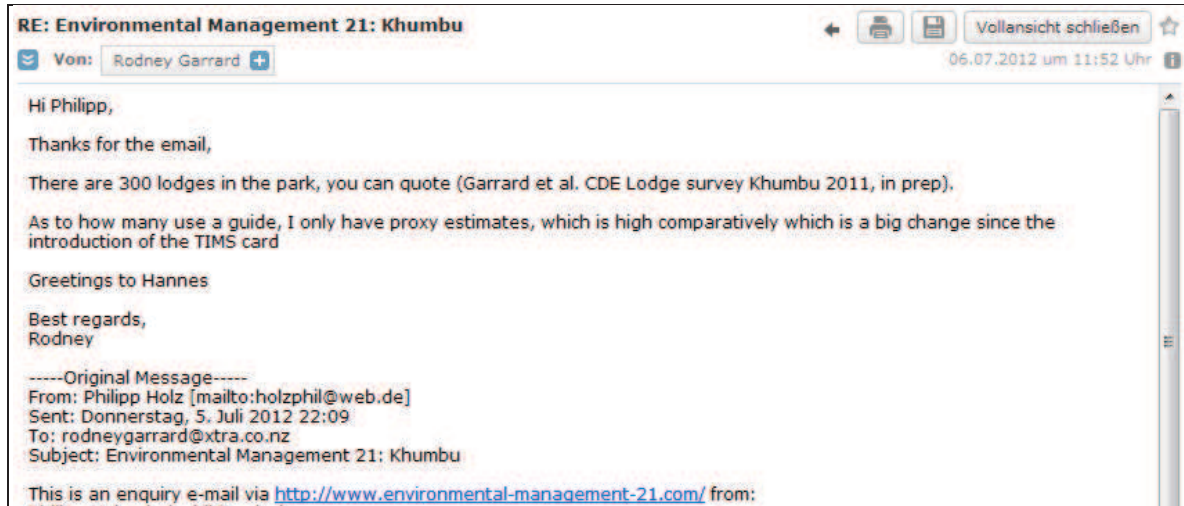 RE: Environmental Management 21: Khumbu
Vollansicht schließen
Von: Rodney Garrard
06.07.2012 um 11:52 Uhr
Hi Philipp,
Thanks for the email,
There are 300 lodges in the park, you can quote (Garrard et al. CDE Lodge survey Khumbu 2011, in prep).
As to how many use a guide, I only have proxy estimates, which is high comparatively which is a big change since the
introduction of the TIMS card
Greetings to Hannes
Best regards,
Rodney
-----Original Message-----
From: Philipp Holz [mailto:holzphil@web.de]
Sent: Donnerstag, 5. Juli 2012 22:09
To: rodneygarrard@xtra.co.nz
Subject: Environmental Management 21: Khumbu
This is an enquiry e-mail via http://www.environmental-management-21.com/ from: